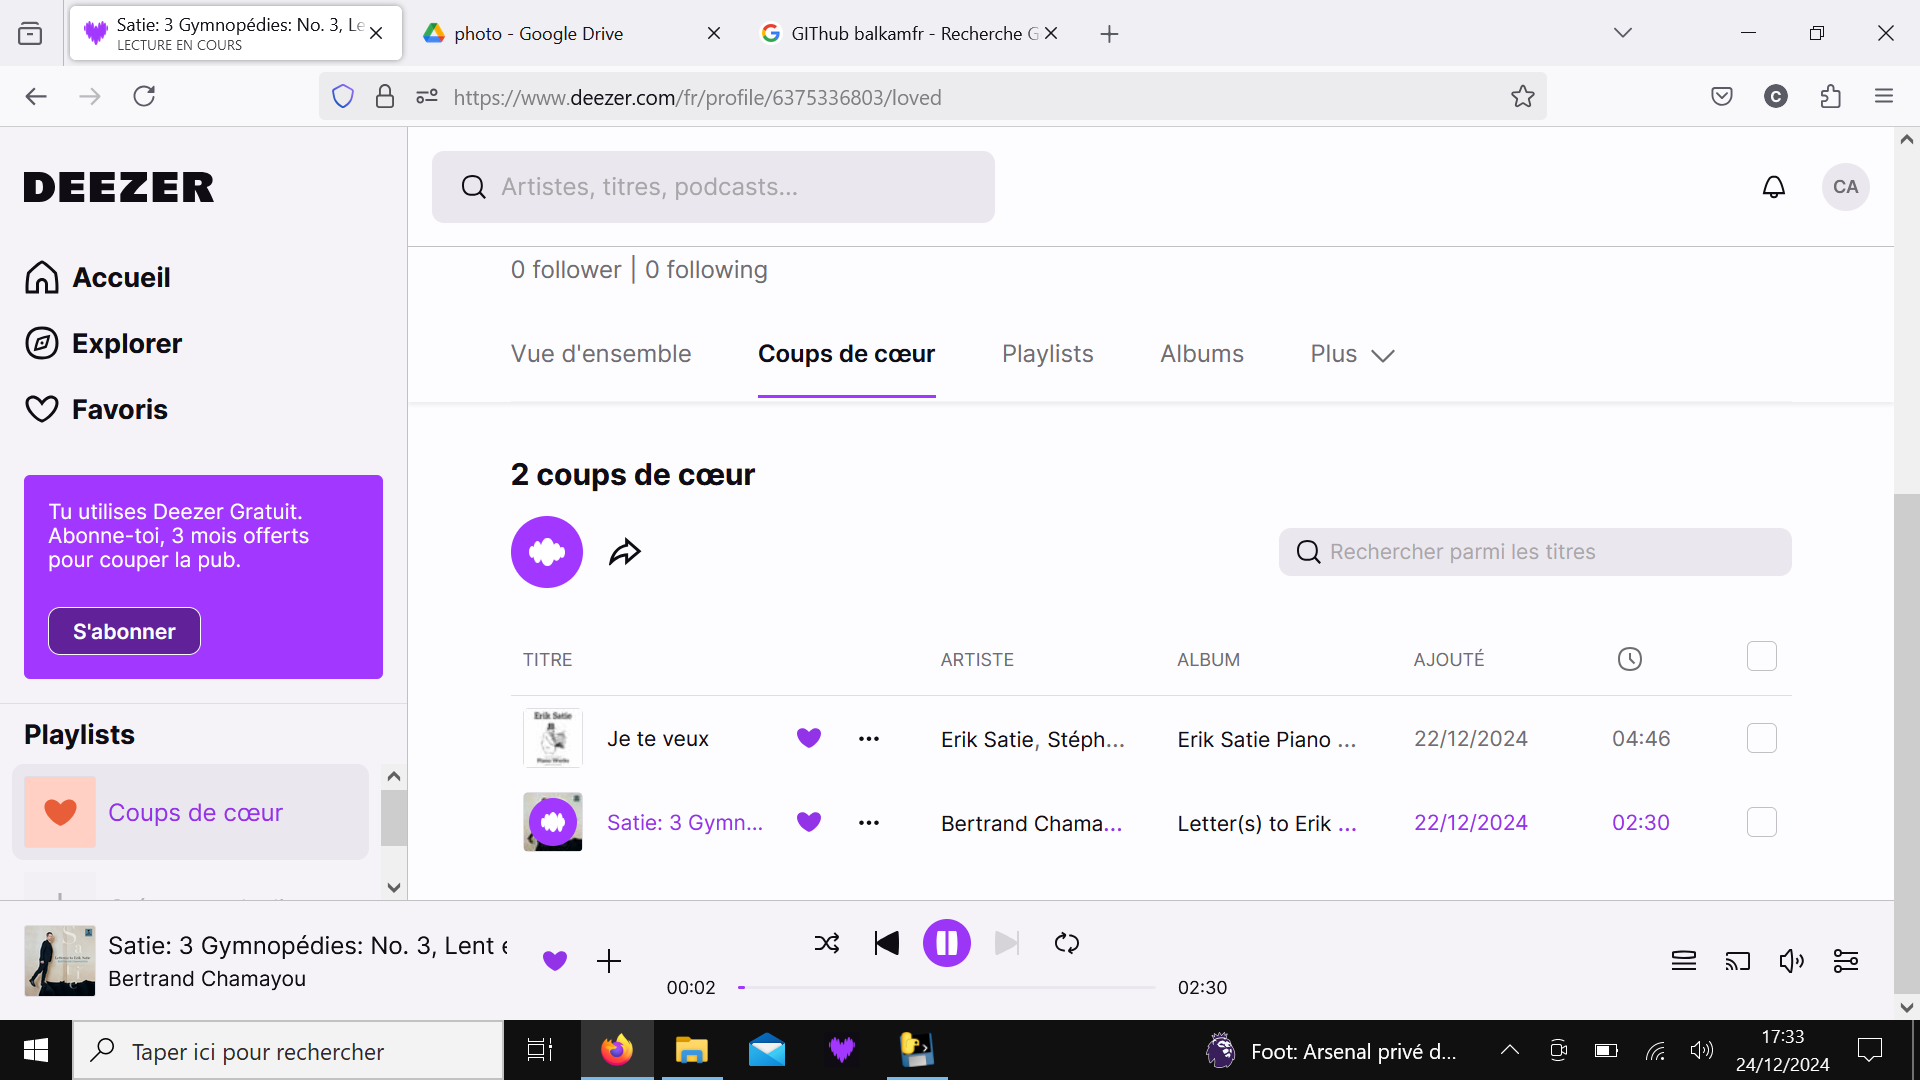 Satie: 3 Gymnopédies: No. 3, Le
LECTURE EN COURS
photo - Google Drive
GIThub balkamfr - Recherche G
https://www.deezer.com/fr/profile/6375336803/loved
C
DEEZER
Artistes, titres, podcasts...
CA
Accueil
Explorer
Favoris
Tu utilises Deezer Gratuit.
Abonne-toi, 3 mois offerts
pour couper la pub.
S'abonner
Playlists
Coups de cœur
0 follower | 0 following
Vue d'ensemble
Coups de cœur
Playlists
Albums
Plus
2 coups de cœur
Rechercher parmi les titres
TITRE ARTISTE ALBUM AJOUTÉ
Erik Satie
Piano Works
Je te veux ... Erik Satie, Stéph... Erik Satie Piano ... 22/12/2024 04:46
Satie: 3 Gymn... ... Bertrand Chama... Letter(s) to Erik ... 22/12/2024 02:30
Satie: 3 Gymnopédies: No. 3, Lent e
Bertrand Chamayou
00:02
02:30
Taper ici pour rechercher
Foot: Arsenal privé d...
17:33
24/12/2024